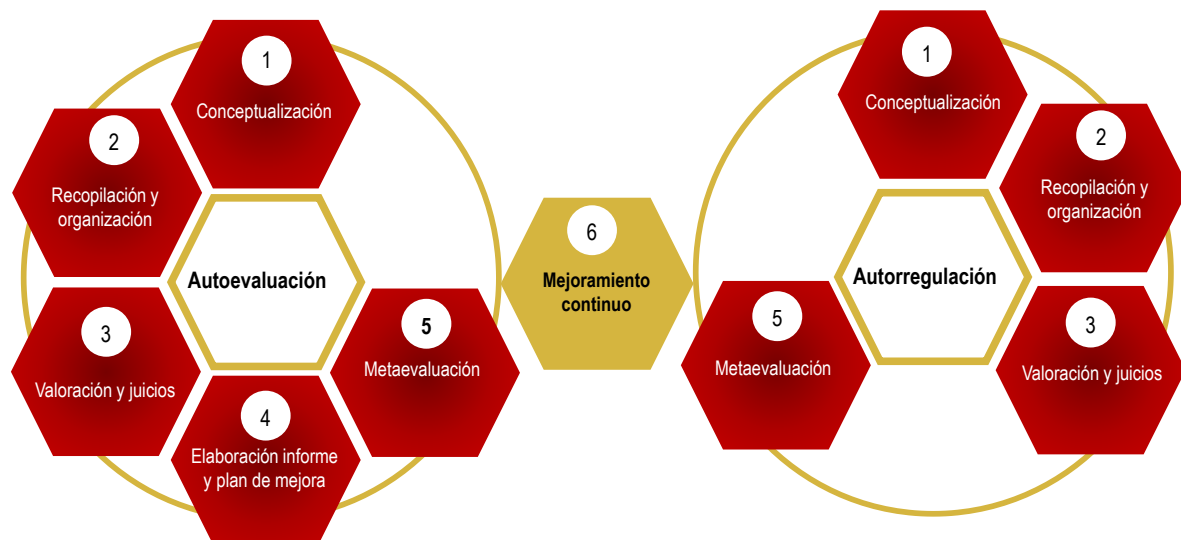 1
Conceptualización
2
Recopilación y
organización
3
Valoración y juicios
4
Elaboración informe
y plan de mejora
5
Metaevaluación
Autoevaluación
6
Mejoramiento
continuo
1
Conceptualización
2
Recopilación y
organización
3
Valoración y juicios
5
Metaevaluación
Autorregulación